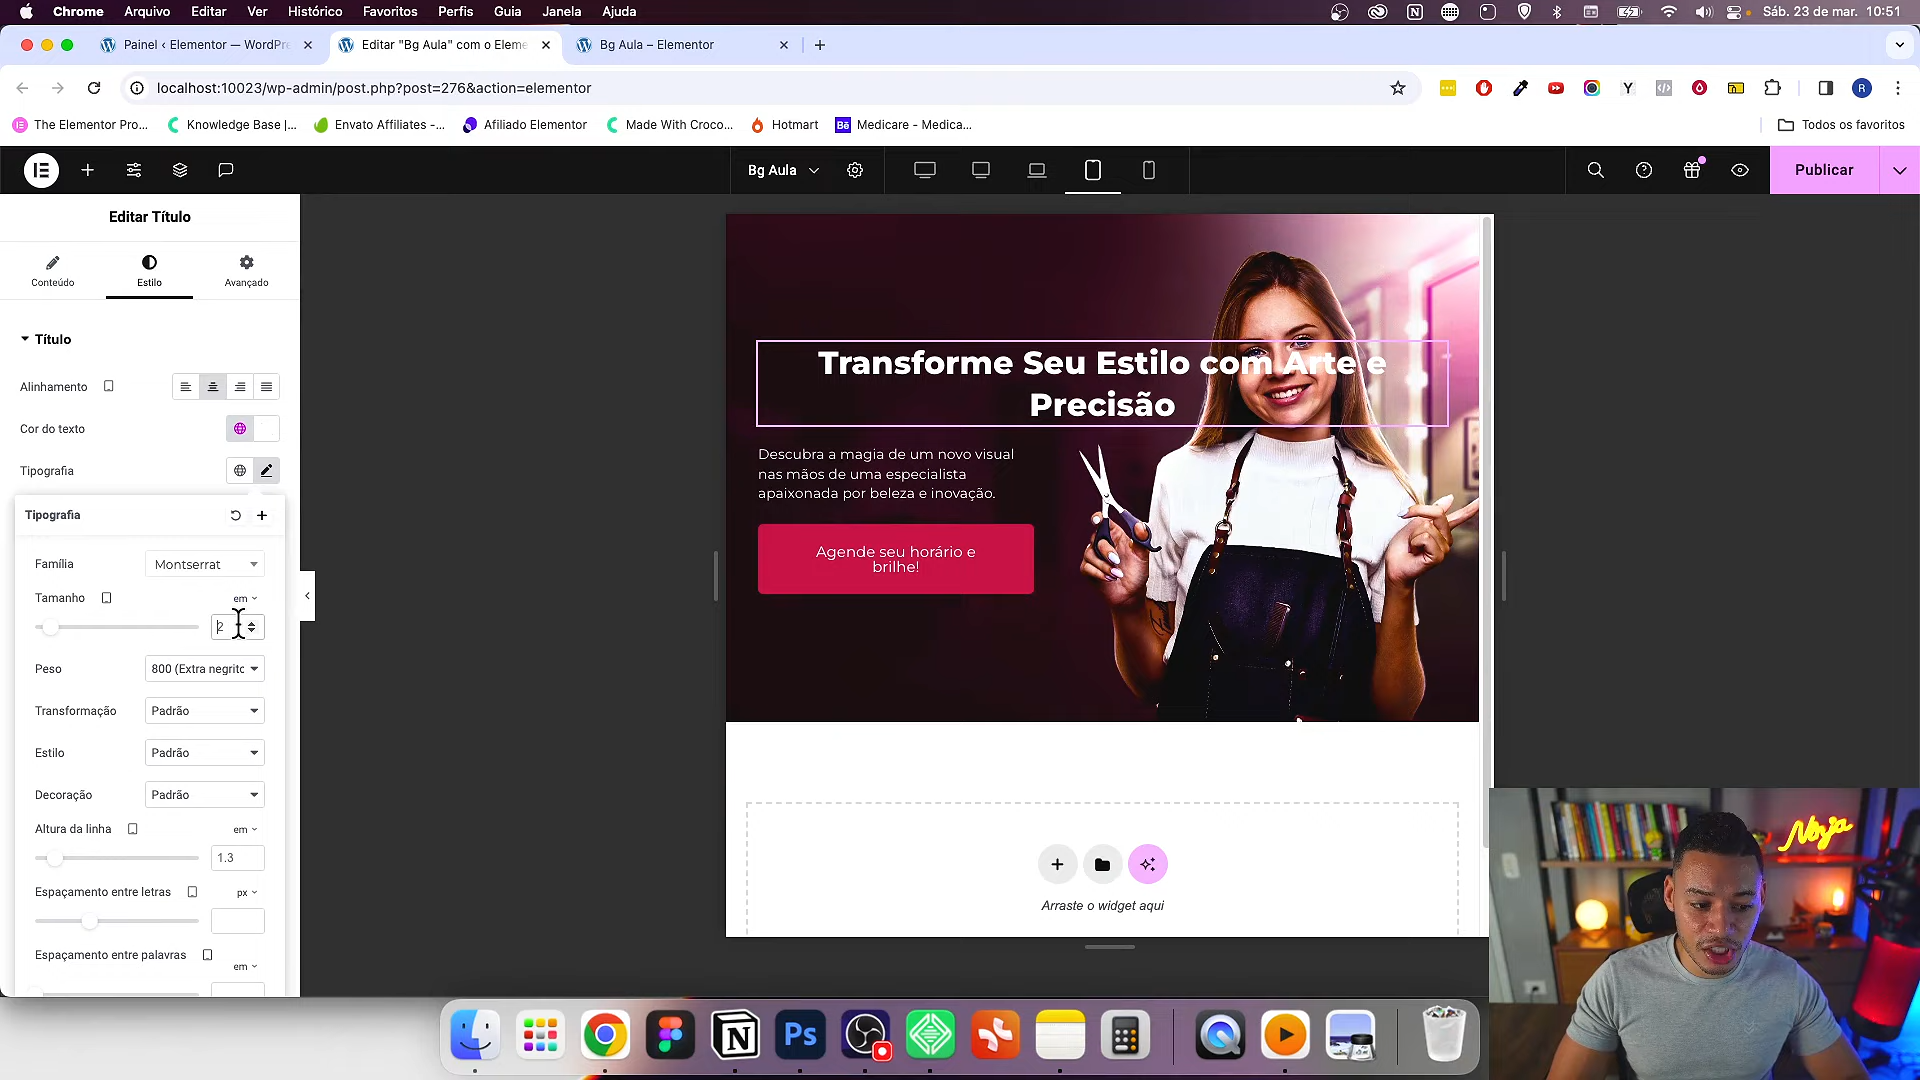 Chrome Arquivo Editar Ver Histórico Favoritos Perfis Guia Janela Ajuda Sáb. 23 de mar. 10:51
Painel ‹ Elementor — WordPre
Editar "Bg Aula" com o Eleme
Bg Aula – Elementor
localhost:10023/wp-admin/post.php?post=276&action=elementor
The Elementor Pro...
Knowledge Base |...
Envato Affiliates -...
Afiliado Elementor
Made With Croco...
Hotmart
Medicare - Medica...
Todos os favoritos
Bg Aula
Publicar
Editar Título
Conteúdo
Estilo
Avançado
Título
Alinhamento
Cor do texto
Tipografia
Tipografia
Família
Montserrat
Tamanho
em
2
Peso
800 (Extra negritc
Transformação
Padrão
Estilo
Padrão
Decoração
Padrão
Altura da linha
em
1.3
Espaçamento entre letras
px
Espaçamento entre palavras
em
Transforme Seu Estilo com Arte e
Precisão
Descubra a magia de um novo visual
nas mãos de uma especialista
apaixonada por beleza e inovação.
Agende seu horário e
brilhe!
Arraste o widget aqui
Ninja